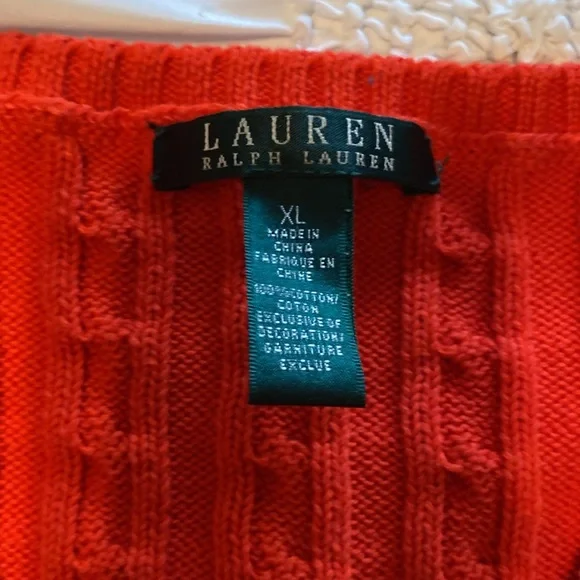 LAUREN
RALPH LAUREN
XL
MADE IN
CHINA
FABRIQUE EN
CHINE
100%COTTON/
COTON
EXCLUSIVE OF
DECORATION/
GARNITURE
EXCLUE